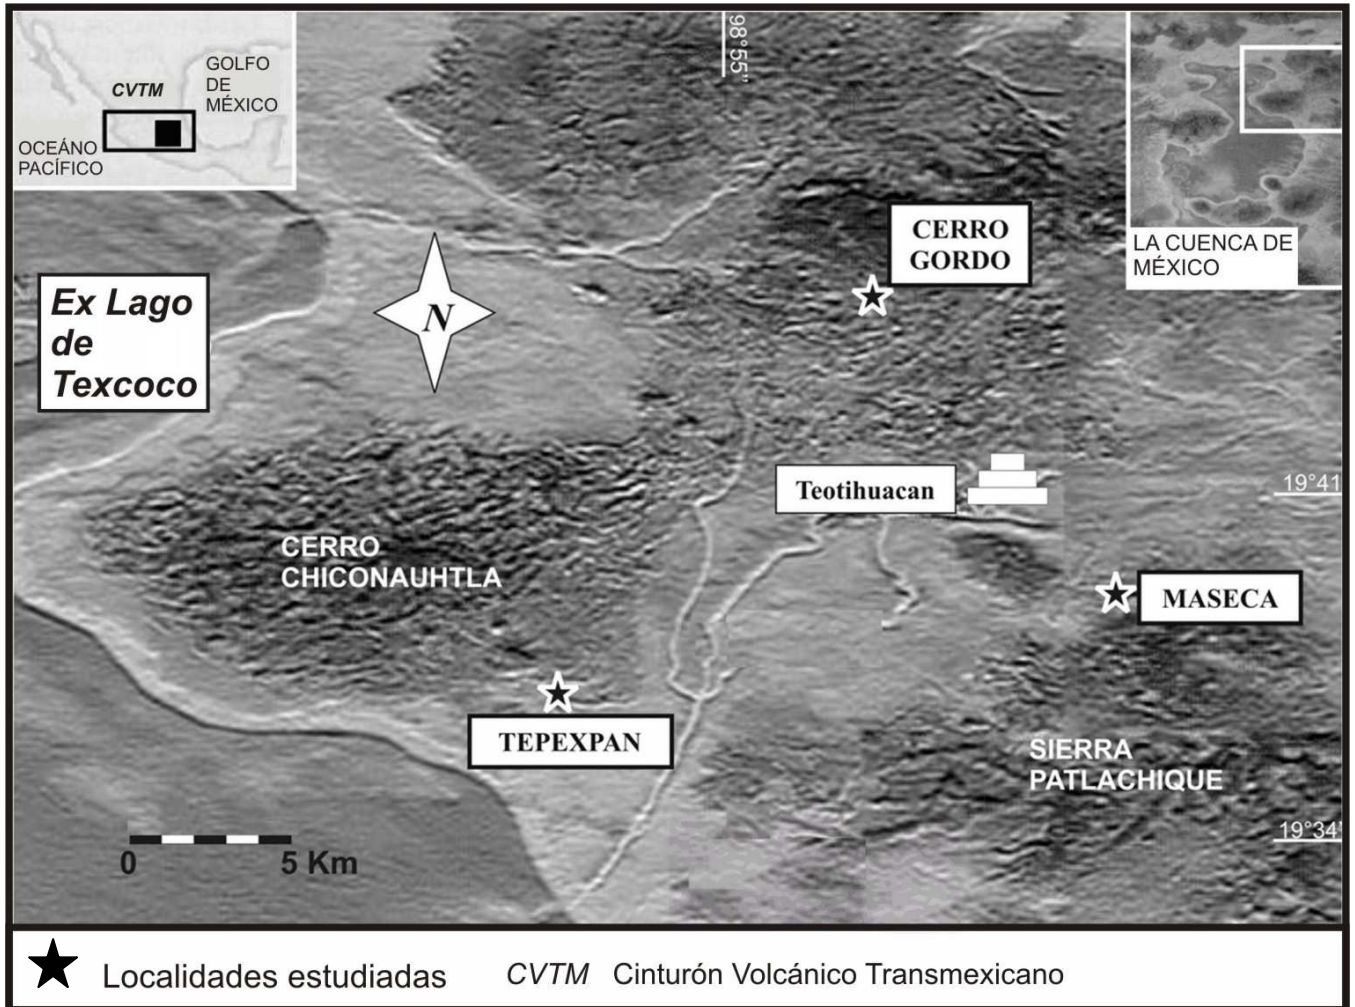 CVTM
GOLFO
DE
MÉXICO
OCEÁNO
PACÍFICO
98°55"
LA CUENCA DE
MÉXICO
CERRO
GORDO
Ex Lago
de
Texcoco
N
Teotihuacan
19°41
CERRO
CHICONAUHTLA
MASECA
TEPEXPAN
SIERRA
PATLACHIQUE
19°34'
0 5 Km
Localidades estudiadas CVTM Cinturón Volcánico Transmexicano